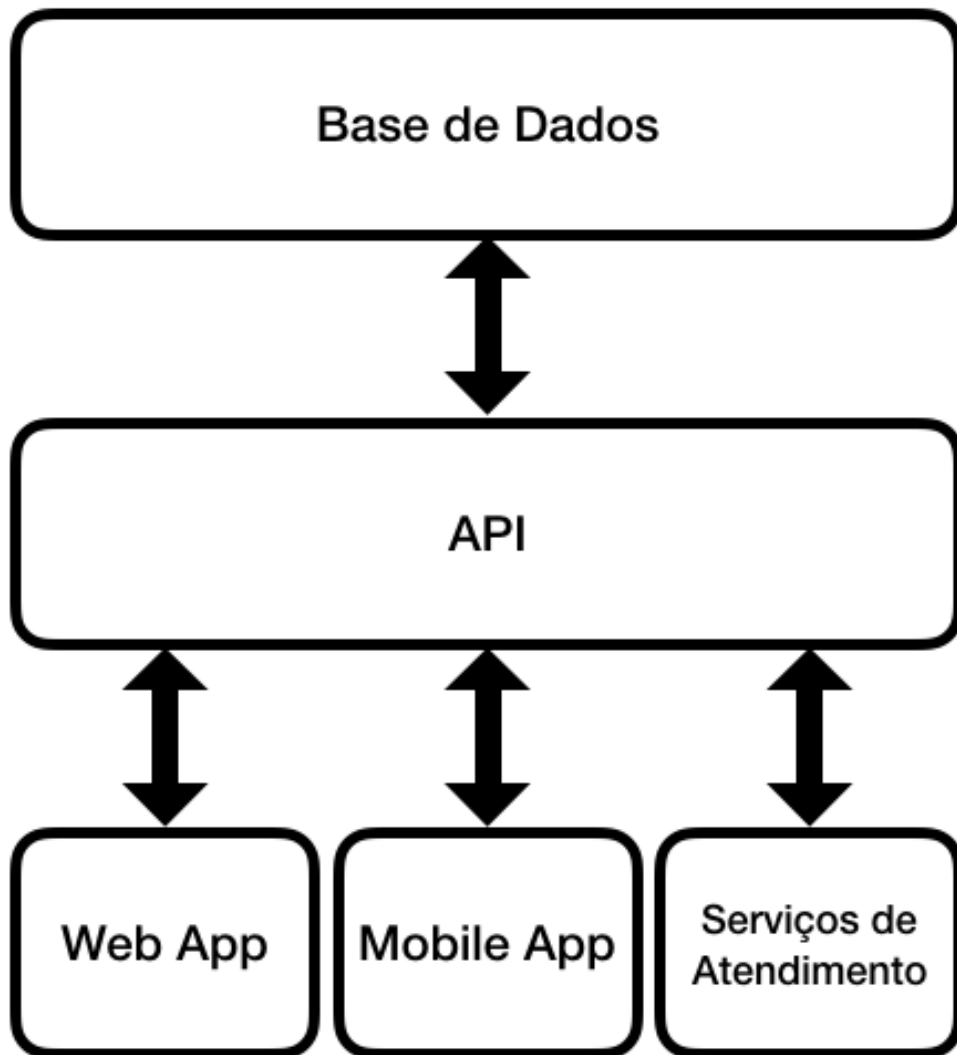 Base de Dados
API
Web App
Mobile App
Serviços de
Atendimento